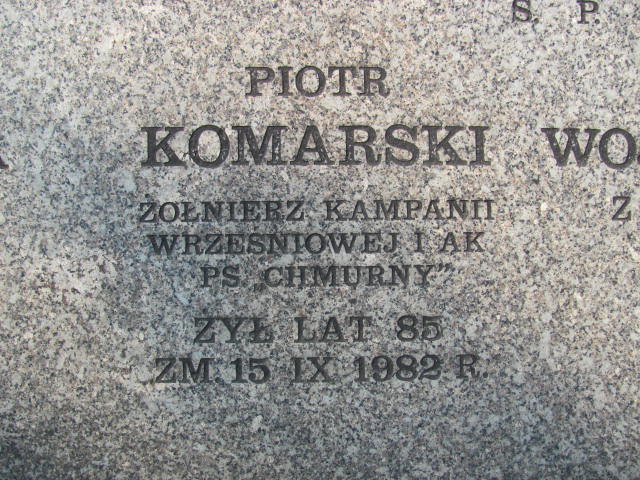 Ś. P.
PIOTR
KOMARSKI
ŻOŁNIERZ KAMPANII
WRZEŚNIOWEJ I AK
PS „CHMURNY”
ŻYŁ LAT 85
ZM. 15 IX 1982 R.